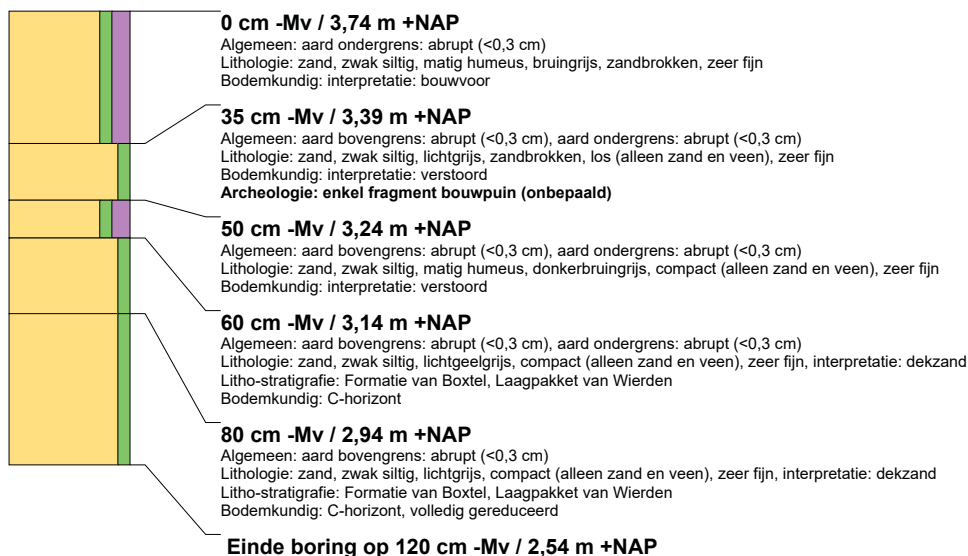 0 cm -Mv / 3,74 m +NAP
Algemeen: aard ondergrens: abrupt (<0,3 cm)
Lithologie: zand, zwak siltig, matig humeus, bruingrijs, zandbrokken, zeer fijn
Bodemkundig: interpretatie: bouwvoor
35 cm -Mv / 3,39 m +NAP
Algemeen: aard bovengrens: abrupt (<0,3 cm), aard ondergrens: abrupt (<0,3 cm)
Lithologie: zand, zwak siltig, lichtgrijs, zandbrokken, los (alleen zand en veen), zeer fijn
Bodemkundig: interpretatie: verstoord
Archeologie: enkel fragment bouwpuin (onbepaald)
50 cm -Mv / 3,24 m +NAP
Algemeen: aard bovengrens: abrupt (<0,3 cm), aard ondergrens: abrupt (<0,3 cm)
Lithologie: zand, zwak siltig, matig humeus, donkerbruingrijs, compact (alleen zand en veen), zeer fijn
Bodemkundig: interpretatie: verstoord
60 cm -Mv / 3,14 m +NAP
Algemeen: aard bovengrens: abrupt (<0,3 cm), aard ondergrens: abrupt (<0,3 cm)
Lithologie: zand, zwak siltig, lichtgeelgrijs, compact (alleen zand en veen), zeer fijn, interpretatie: dekzand
Litho-stratigrafie: Formatie van Boxtel, Laagpakket van Wierden
Bodemkundig: C-horizont
80 cm -Mv / 2,94 m +NAP
Algemeen: aard bovengrens: abrupt (<0,3 cm)
Lithologie: zand, zwak siltig, lichtgrijs, compact (alleen zand en veen), zeer fijn, interpretatie: dekzand
Litho-stratigrafie: Formatie van Boxtel, Laagpakket van Wierden
Bodemkundig: C-horizont, volledig gereduceerd
Einde boring op 120 cm -Mv / 2,54 m +NAP